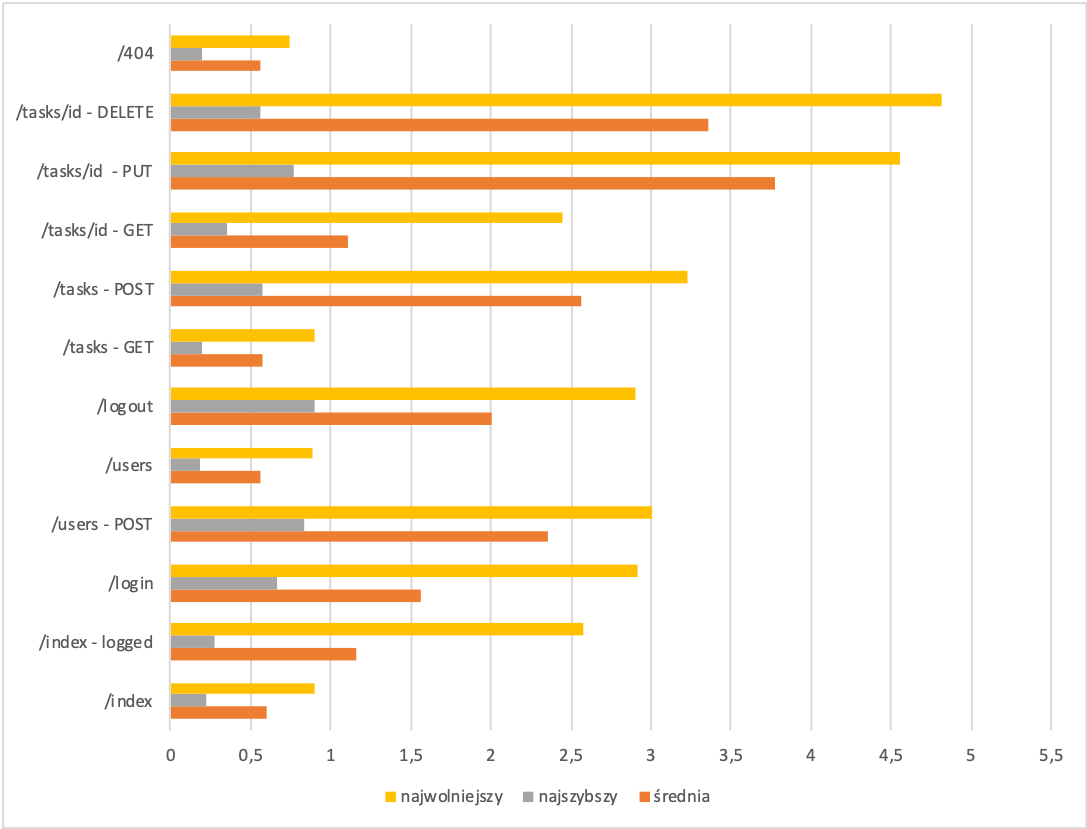 /404
/tasks/id - DELETE
/tasks/id - PUT
/tasks/id - GET
/tasks - POST
/tasks - GET
/logout
/users
/users - POST
/login
/index - logged
/index
0 0,5 1 1,5 2 2,5 3 3,5 4 4,5 5 5,5
najwolniejszy najszybszy średnia